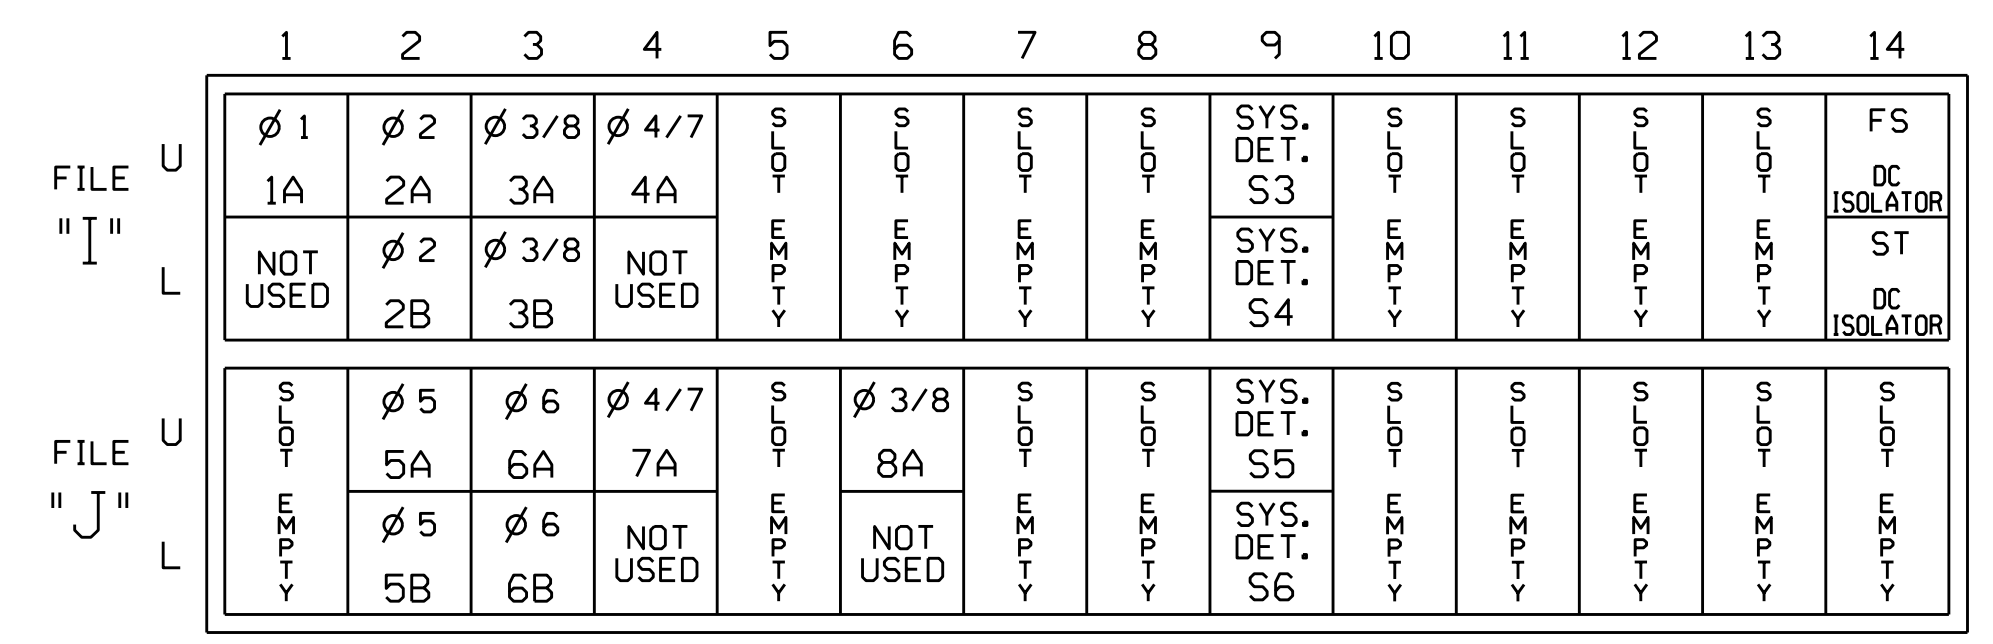 1 2 3 4 5 6 7 8 9 10 11 12 13 14
FILE "I"
U
ø 1 1A
ø 2 2A
ø 3/8 3A
ø 4/7 4A
SLOT EMPTY
SLOT EMPTY
SLOT EMPTY
SLOT EMPTY
SYS. DET. S3
SLOT EMPTY
SLOT EMPTY
SLOT EMPTY
SLOT EMPTY
FS DC ISOLATOR
L
NOT USED
ø 2 2B
ø 3/8 3B
NOT USED
SYS. DET. S4
ST DC ISOLATOR
FILE "J"
U
SLOT EMPTY
ø 5 5A
ø 6 6A
ø 4/7 7A
SLOT EMPTY
ø 3/8 8A
SLOT EMPTY
SLOT EMPTY
SYS. DET. S5
SLOT EMPTY
SLOT EMPTY
SLOT EMPTY
SLOT EMPTY
SLOT EMPTY
L
ø 5 5B
ø 6 6B
NOT USED
NOT USED
SYS. DET. S6